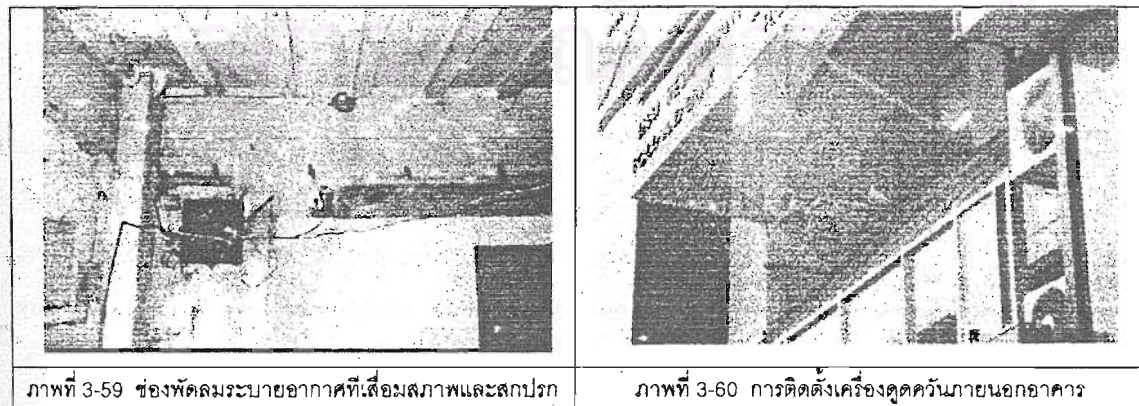 ภาพที่ 3-59 ช่องพัดลมระบายอากาศที่เสื่อมสภาพและสกปรก
ภาพที่ 3-60 การติดตั้งเครื่องดูดควันภายนอกอาคาร